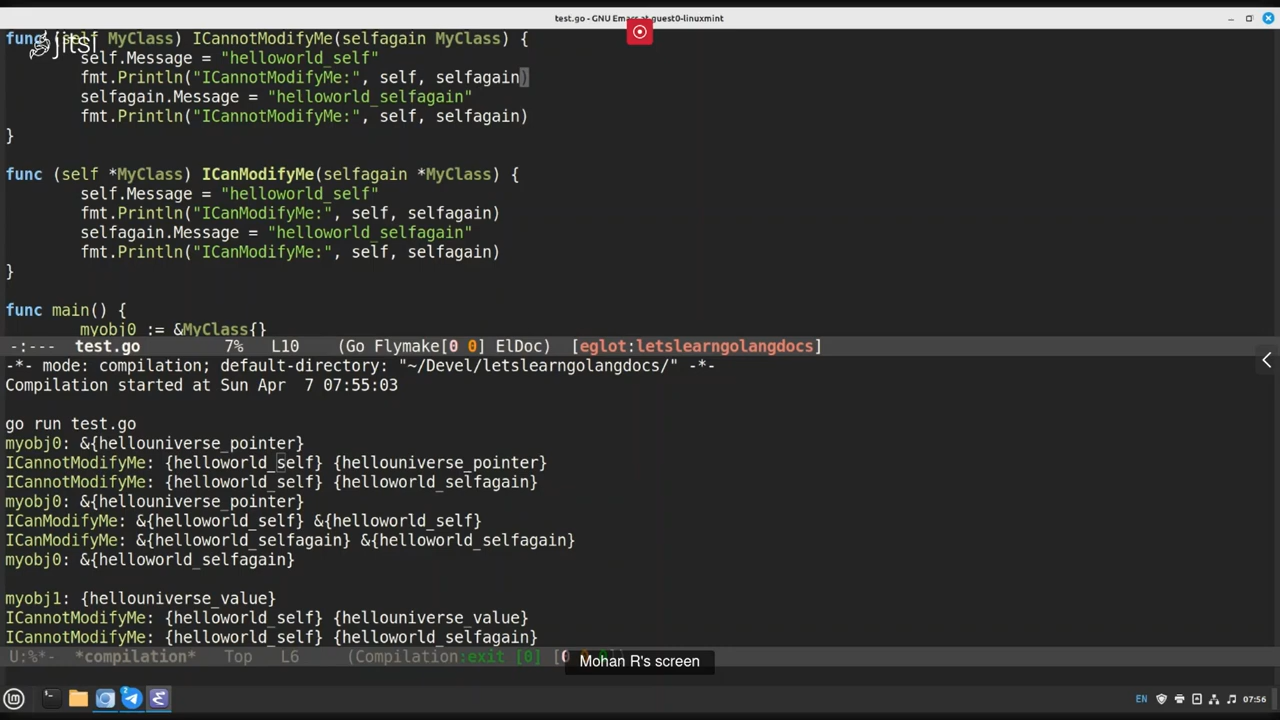 test.go - GNU Emacs at guest0-linuxmint
jitsi
func (self MyClass) ICannotModifyMe(selfagain MyClass) {
self.Message = "helloworld_self"
fmt.Println("ICannotModifyMe:", self, selfagain)
selfagain.Message = "helloworld_selfagain"
fmt.Println("ICannotModifyMe:", self, selfagain)
}
func (self *MyClass) ICanModifyMe(selfagain *MyClass) {
self.Message = "helloworld_self"
fmt.Println("ICanModifyMe:", self, selfagain)
selfagain.Message = "helloworld_selfagain"
fmt.Println("ICanModifyMe:", self, selfagain)
}
func main() {
myobj0 := &MyClass{}
-:--- test.go 7% L10 (Go Flymake[0 0] ElDoc) [eglot:letslearngolangdocs]
-*- mode: compilation; default-directory: "~/Devel/letslearngolangdocs/" -*-
Compilation started at Sun Apr 7 07:55:03
go run test.go
myobj0: &{hellouniverse_pointer}
ICannotModifyMe: {helloworld_self} {hellouniverse_pointer}
ICannotModifyMe: {helloworld_self} {helloworld_selfagain}
myobj0: &{hellouniverse_pointer}
ICanModifyMe: &{helloworld_self} &{helloworld_self}
ICanModifyMe: &{helloworld_selfagain} &{helloworld_selfagain}
myobj0: &{helloworld_selfagain}
myobj1: {hellouniverse_value}
ICannotModifyMe: {helloworld_self} {hellouniverse_value}
ICannotModifyMe: {helloworld_self} {helloworld_selfagain}
U:%*- *compilation* Top L6 (Compilation:exit [0] [0
Mohan R's screen
EN 07:56